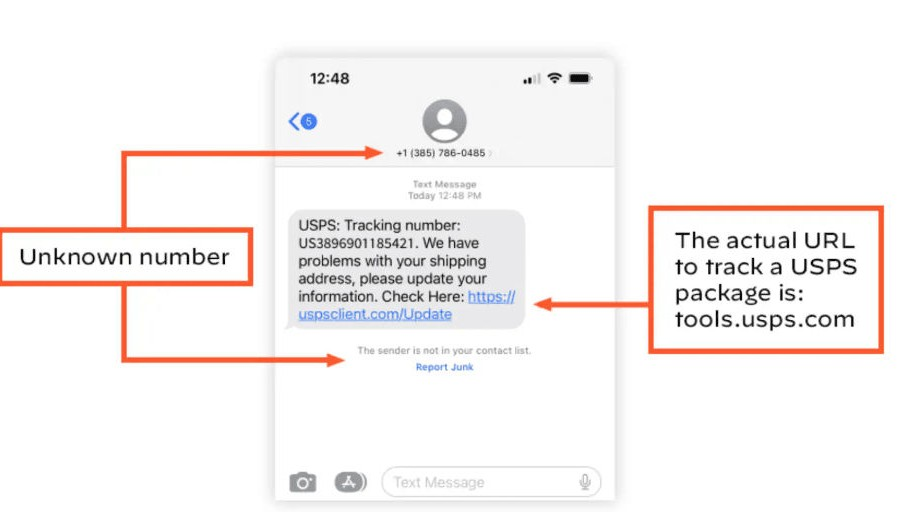 12:48
5
+1 (385) 786-0485
Text Message
Today 12:48 PM
USPS: Tracking number:
US3896901185421. We have
problems with your shipping
address, please update your
information. Check Here: https://
uspsclient.com/Update
The sender is not in your contact list.
Report Junk
Text Message
Unknown number
The actual URL
to track a USPS
package is:
tools.usps.com